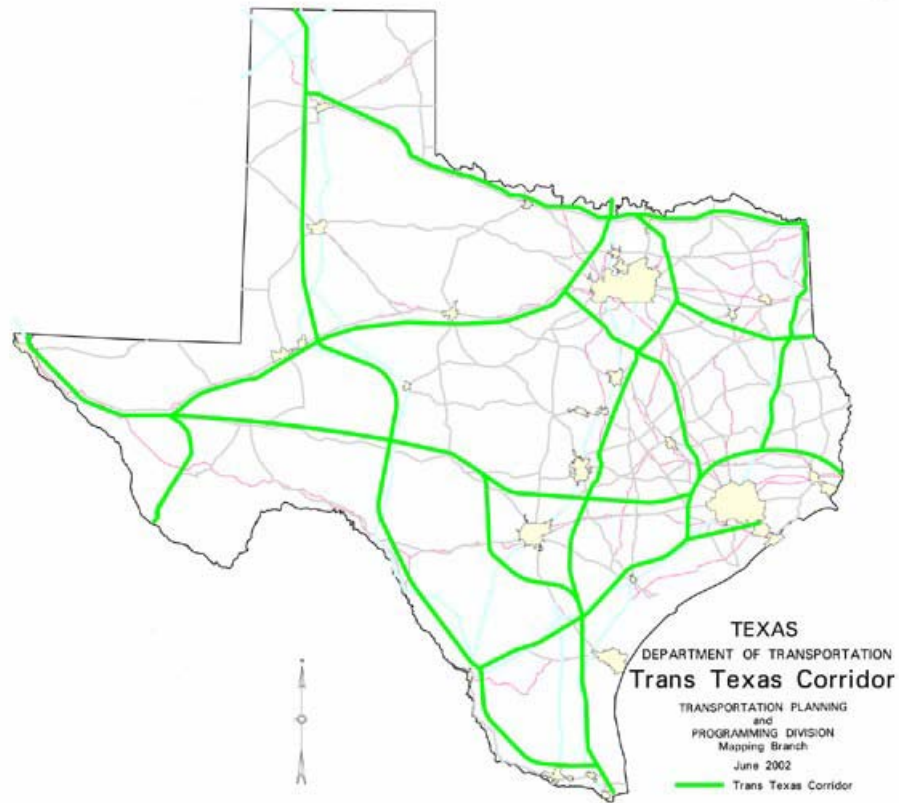 TEXAS
DEPARTMENT OF TRANSPORTATION
Trans Texas Corridor
TRANSPORTATION PLANNING
and
PROGRAMMING DIVISION
Mapping Branch
June 2002
Trans Texas Corridor